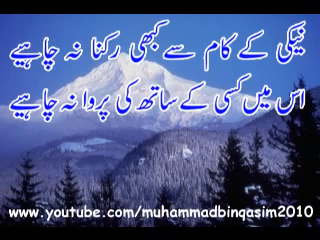 نیکی کے کام سے کبھی رکنا نہ چاہیے
اس میں کسی کے ساتھ کی پروا نہ چاہیے
www.youtube.com/muhammadbinqasim2010